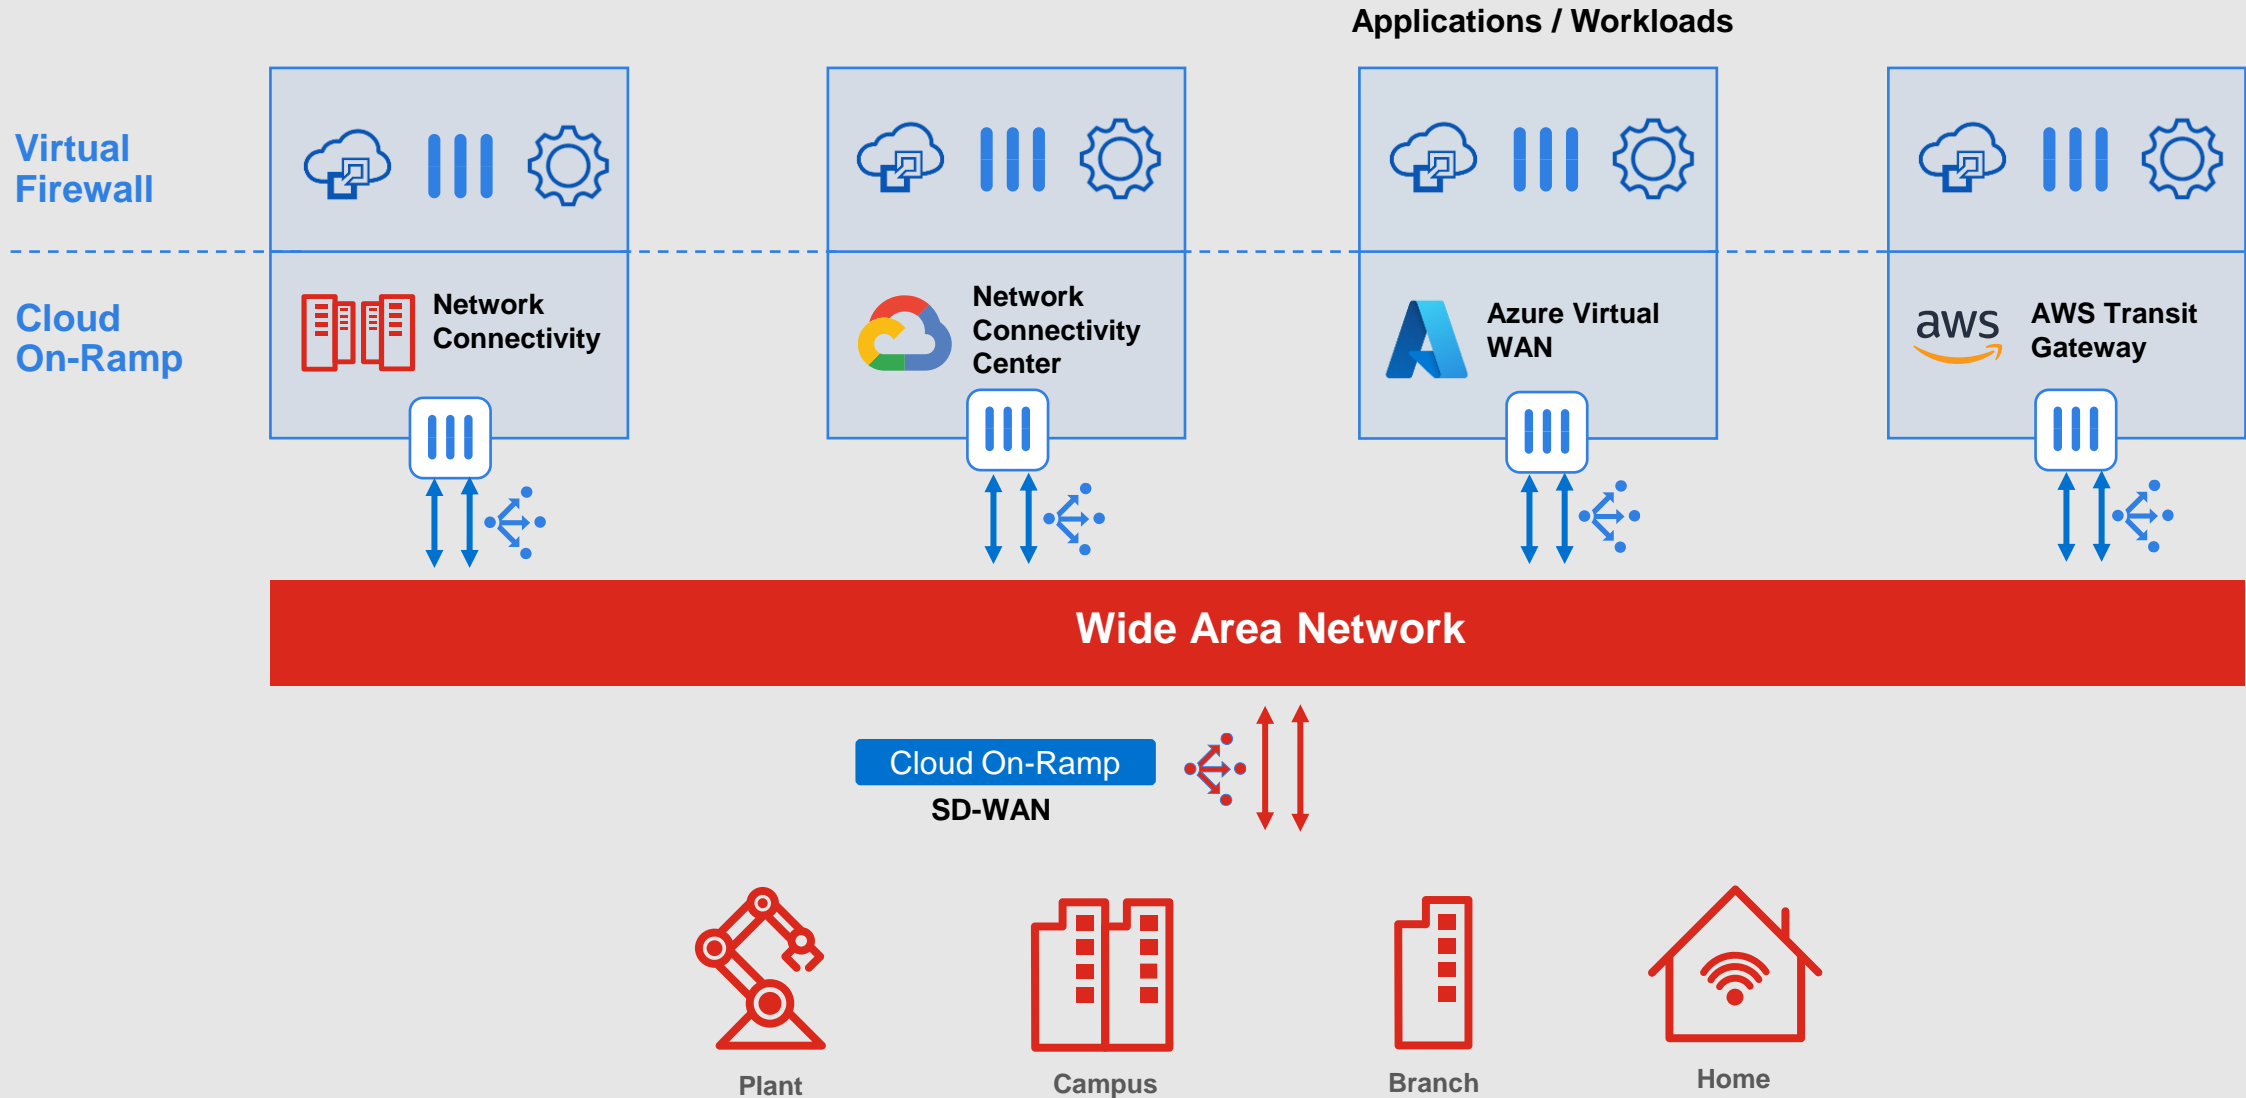 Applications / Workloads
Virtual
Firewall
Cloud
On-Ramp
Network
Connectivity
Network
Connectivity
Center
Azure Virtual
WAN
aws
AWS Transit
Gateway
Wide Area Network
Cloud On-Ramp
SD-WAN
Plant
Campus
Branch
Home